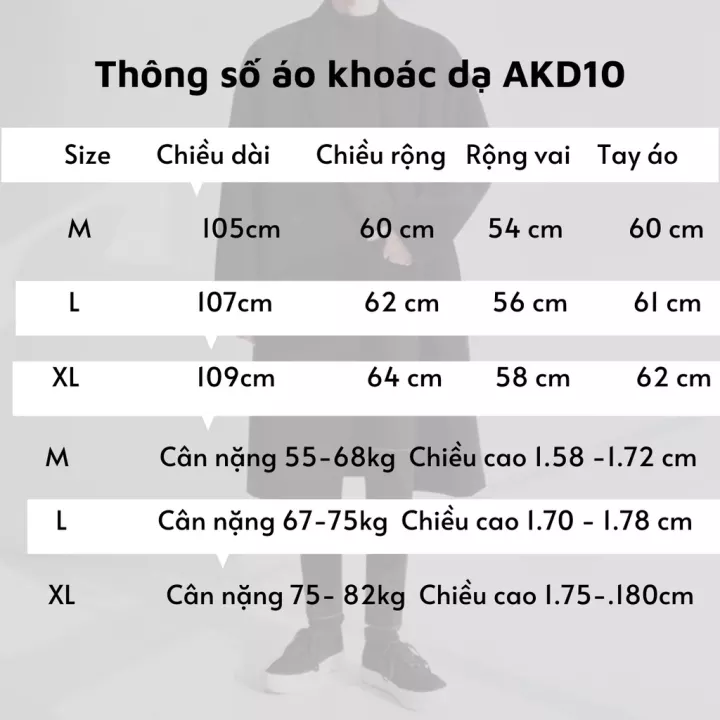 Thông số áo khoác dạ AKD10
Size Chiều dài Chiều rộng Rộng vai Tay áo
M 105cm 60 cm 54 cm 60 cm
L 107cm 62 cm 56 cm 61 cm
XL 109cm 64 cm 58 cm 62 cm
M Cân nặng 55-68kg Chiều cao 1.58 -1.72 cm
L Cân nặng 67-75kg Chiều cao 1.70 - 1.78 cm
XL Cân nặng 75- 82kg Chiều cao 1.75-.180cm